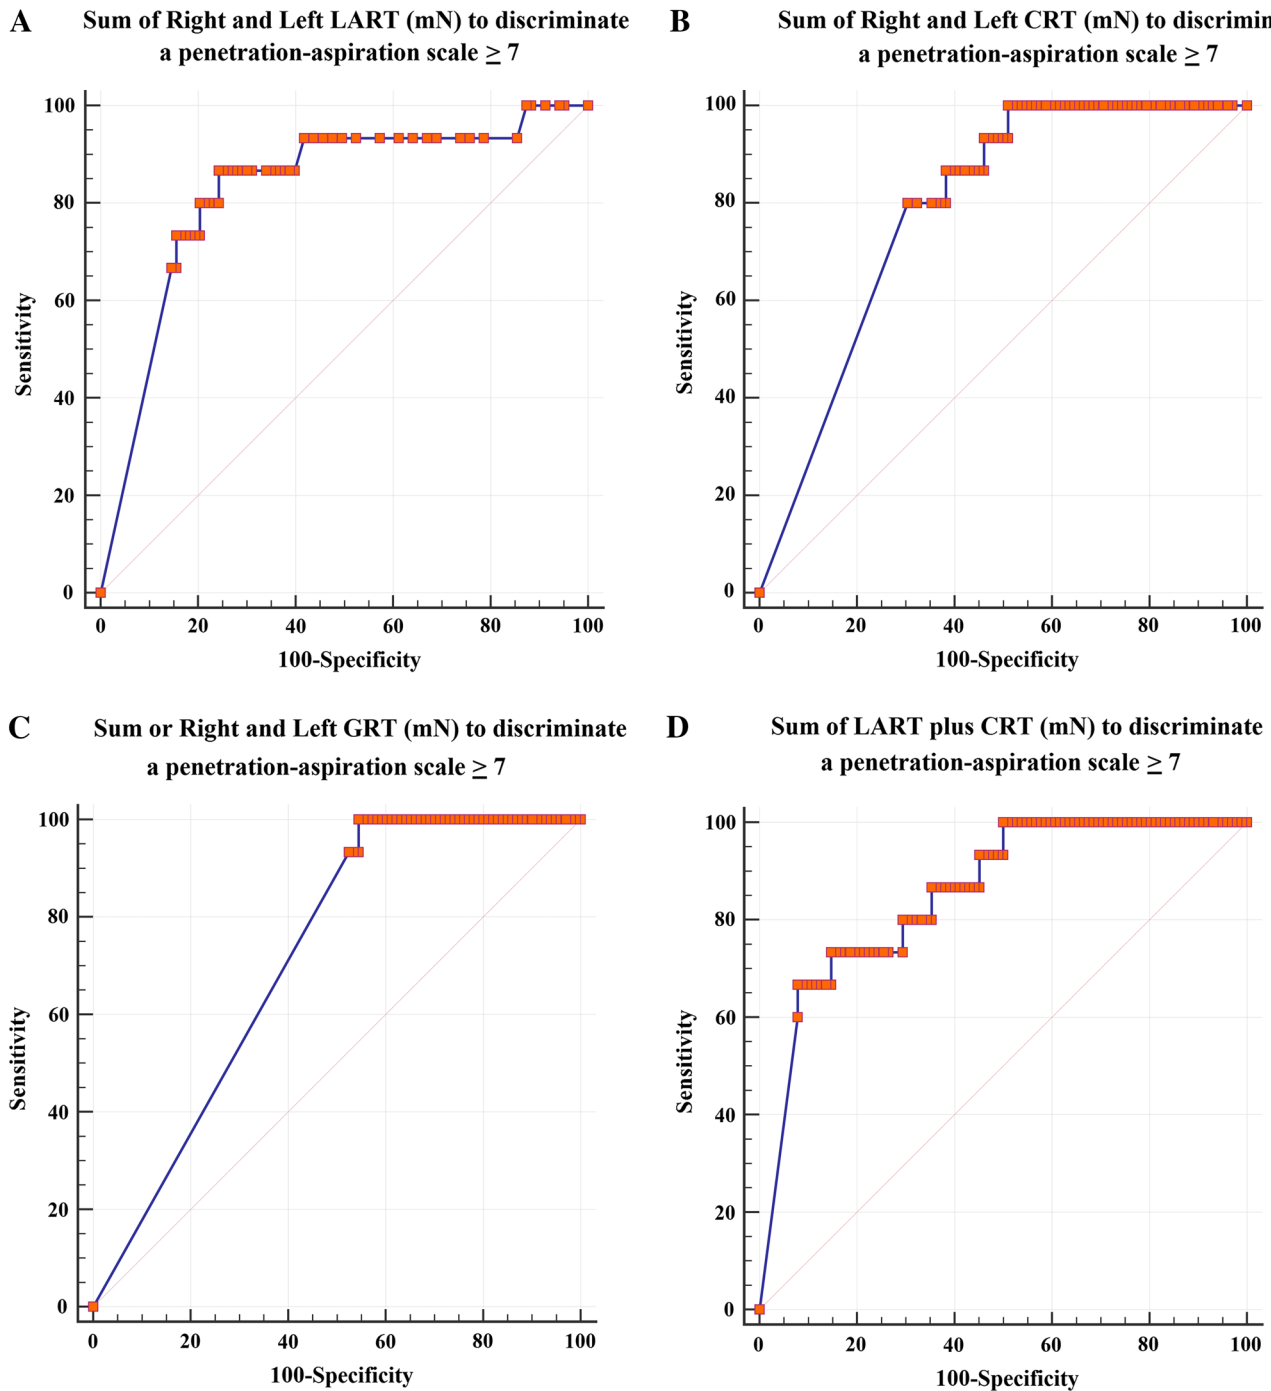 A
Sum of Right and Left LART (mN) to discriminate
a penetration-aspiration scale ≥ 7
100
80
60
40
20
0
Sensitivity
0 20 40 60 80 100
100-Specificity
B
Sum of Right and Left CRT (mN) to discrimin
a penetration-aspiration scale ≥ 7
100
80
60
40
20
0
Sensitivity
0 20 40 60 80 100
100-Specificity
C
Sum or Right and Left GRT (mN) to discriminate
a penetration-aspiration scale ≥ 7
100
80
60
40
20
0
Sensitivity
0 20 40 60 80 100
100-Specificity
D
Sum of LART plus CRT (mN) to discriminate
a penetration-aspiration scale ≥ 7
100
80
60
40
20
0
Sensitivity
0 20 40 60 80 100
100-Specificity